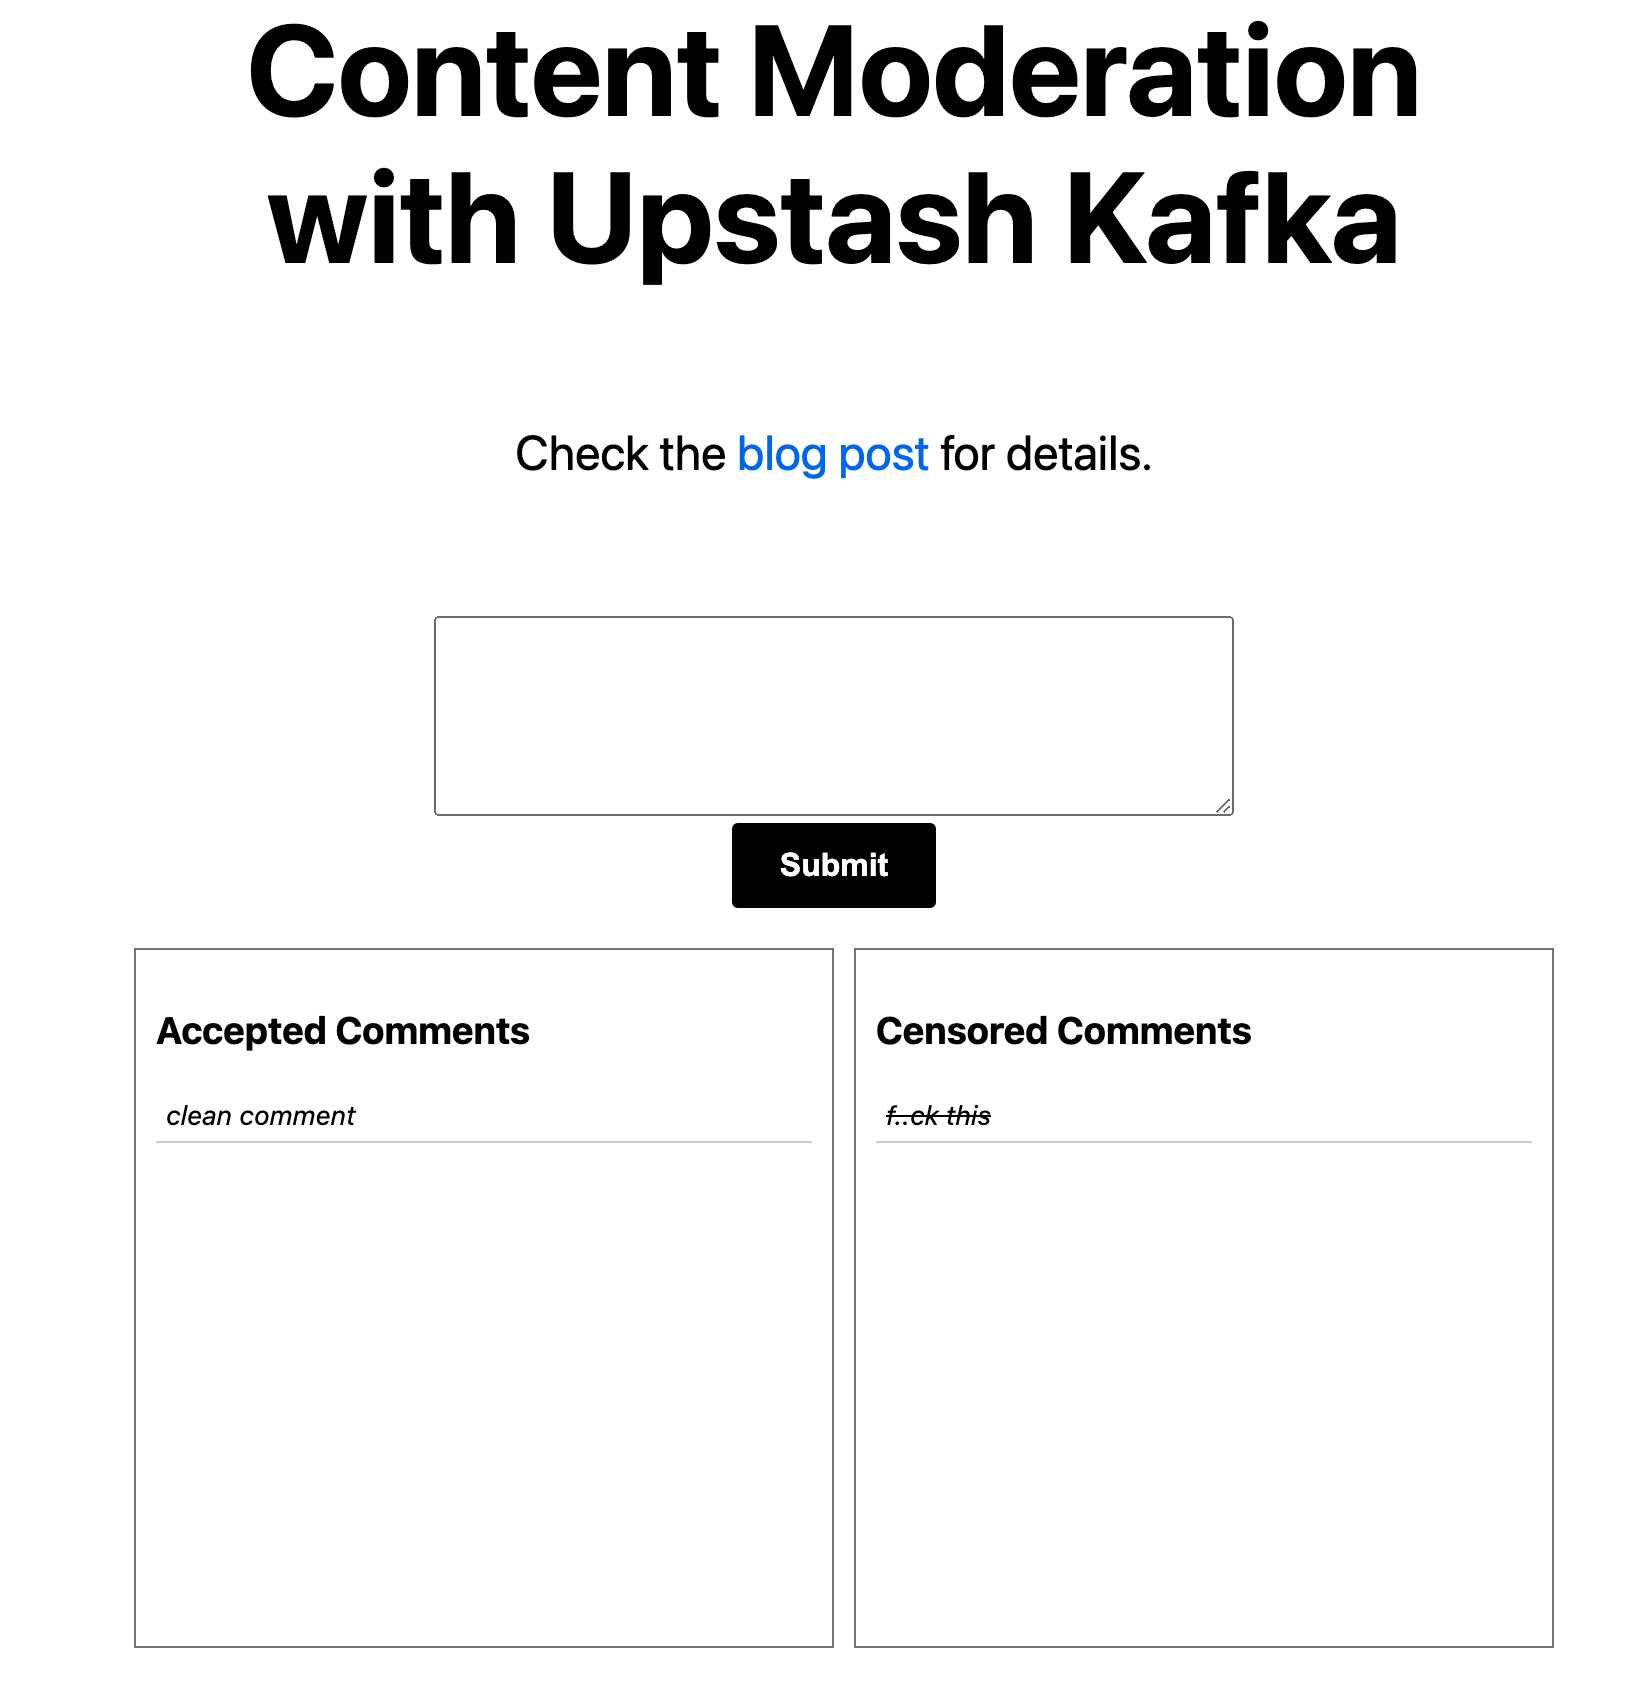 Content Moderation
with Upstash Kafka
Check the blog post for details.
Submit
Accepted Comments
clean comment
Censored Comments
f..ck this